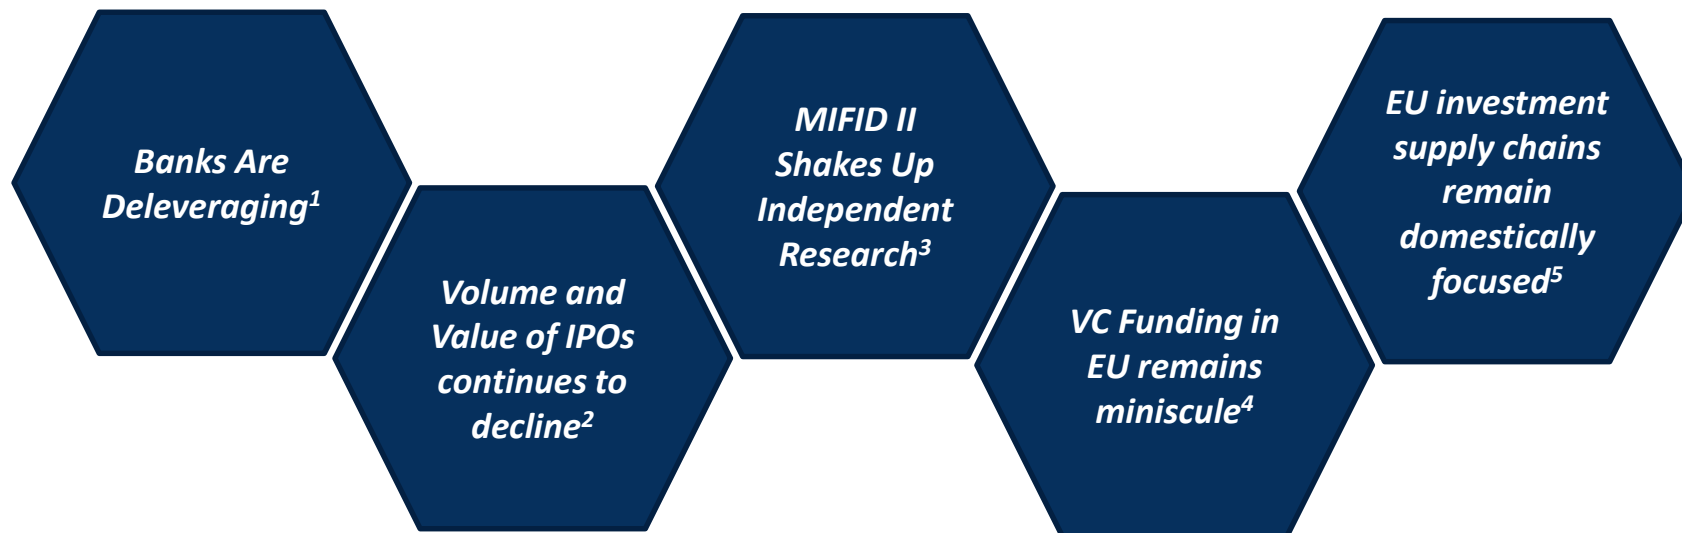 Banks Are
Deleveraging1
Volume and
Value of IPOs
continues to
decline2
MIFID II
Shakes Up
Independent
Research3
VC Funding in
EU remains
miniscule4
EU investment
supply chains
remain
domestically
focused5